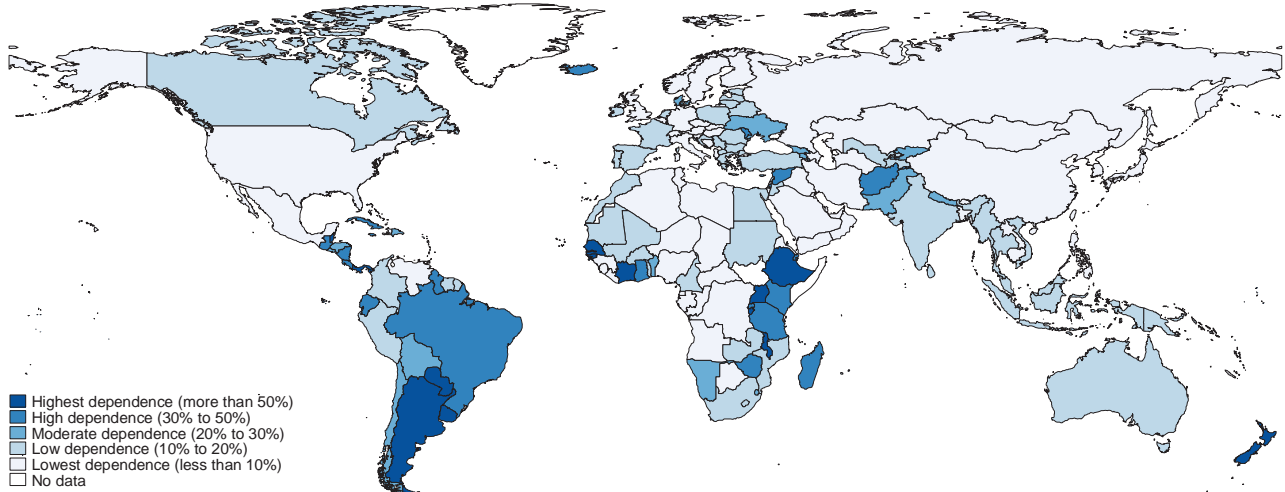 Highest dependence (more than 50%)
High dependence (30% to 50%)
Moderate dependence (20% to 30%)
Low dependence (10% to 20%)
Lowest dependence (less than 10%)
No data